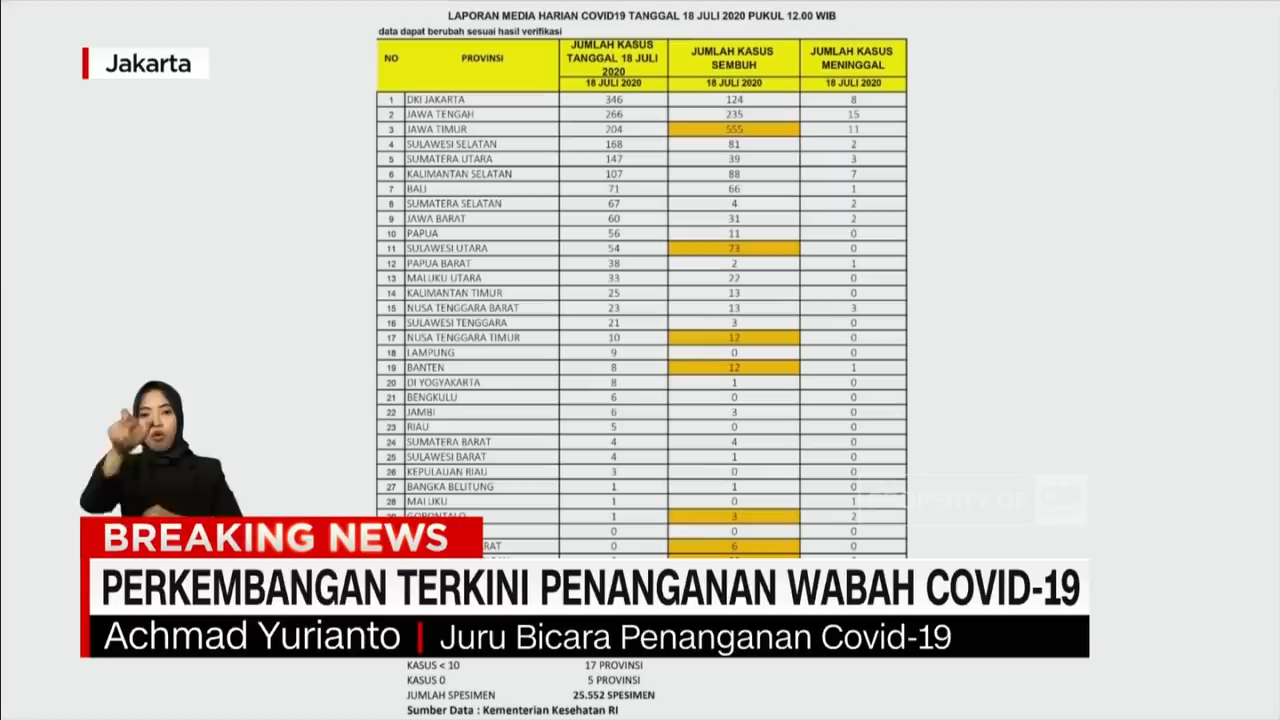 LAPORAN MEDIA HARIAN COVID19 TANGGAL 18 JULI 2020 PUKUL 12.00 WIB
data dapat berubah sesuai hasil verifikasi
Jakarta
NO PROVINSI JUMLAH KASUS TANGGAL 18 JULI 2020 JUMLAH KASUS SEMBUH JUMLAH KASUS MENINGGAL
18 JULI 2020 18 JULI 2020 18 JULI 2020
1 DKI JAKARTA 346 124 8
2 JAWA TENGAH 266 235 15
3 JAWA TIMUR 204 555 11
4 SULAWESI SELATAN 168 81 2
5 SUMATERA UTARA 147 39 3
6 KALIMANTAN SELATAN 107 88 7
7 BALI 71 66 1
8 SUMATERA SELATAN 67 4 2
9 JAWA BARAT 60 31 2
10 PAPUA 56 11 0
11 SULAWESI UTARA 54 73 0
12 PAPUA BARAT 38 2 1
13 MALUKU UTARA 33 22 0
14 KALIMANTAN TIMUR 25 13 0
15 NUSA TENGGARA BARAT 23 13 3
16 SULAWESI TENGGARA 21 3 0
17 NUSA TENGGARA TIMUR 10 12 0
18 LAMPUNG 9 0 0
19 BANTEN 8 12 1
20 DI YOGYAKARTA 8 1 0
21 BENGKULU 6 0 0
22 JAMBI 6 3 0
23 RIAU 5 0 0
24 SUMATERA BARAT 4 4 0
25 SULAWESI BARAT 4 1 0
26 KEPULAUAN RIAU 3 0 0
27 BANGKA BELITUNG 1 1 0
28 MALUKU 1 0 1
GORONTALO 1 3 2
0 0 0
RAT 0 6 0
PROPERTY OF
BREAKING NEWS
PERKEMBANGAN TERKINI PENANGANAN WABAH COVID-19
Achmad Yurianto | Juru Bicara Penanganan Covid-19
KASUS < 10 17 PROVINSI
KASUS 0 5 PROVINSI
JUMLAH SPESIMEN 25.552 SPESIMEN
Sumber Data : Kementerian Kesehatan RI